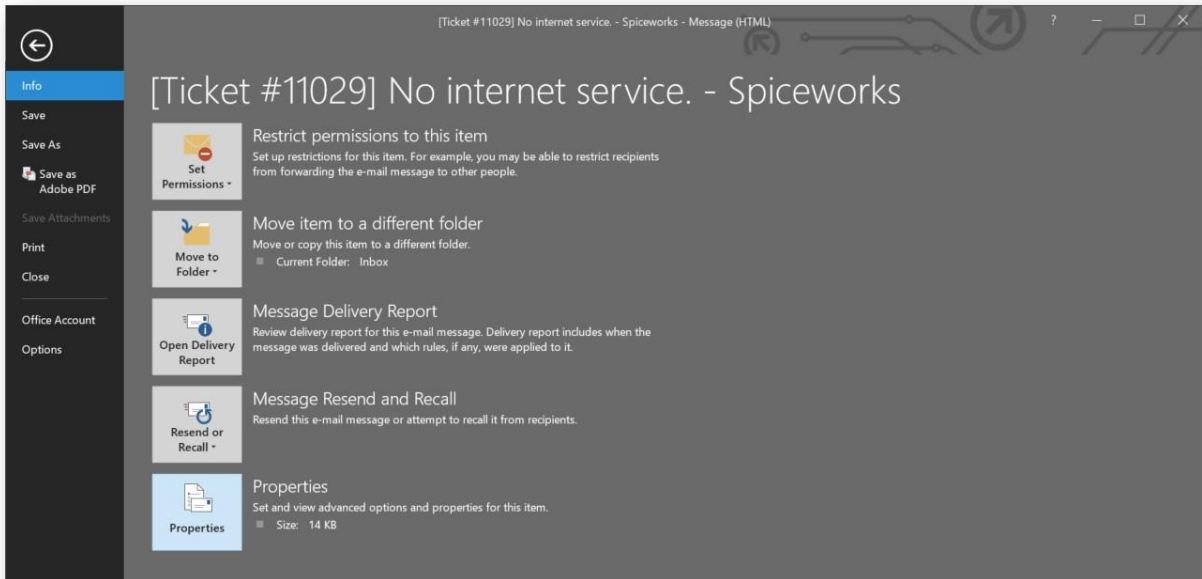 [Ticket #11029] No internet service. - Spiceworks - Message (HTML)
?
Info
Save
Save As
Save as
Adobe PDF
Save Attachments
Print
Close
Office Account
Options
[Ticket #11029] No internet service. - Spiceworks
Set
Permissions
Restrict permissions to this item
Set up restrictions for this item. For example, you may be able to restrict recipients
from forwarding the e-mail message to other people.
Move to
Folder
Move item to a different folder
Move or copy this item to a different folder.
Current Folder: Inbox
Open Delivery
Report
Message Delivery Report
Review delivery report for this e-mail message. Delivery report includes when the
message was delivered and which rules, if any, were applied to it.
Resend or
Recall
Message Resend and Recall
Resend this e-mail message or attempt to recall it from recipients.
Properties
Properties
Set and view advanced options and properties for this item.
Size: 14 KB